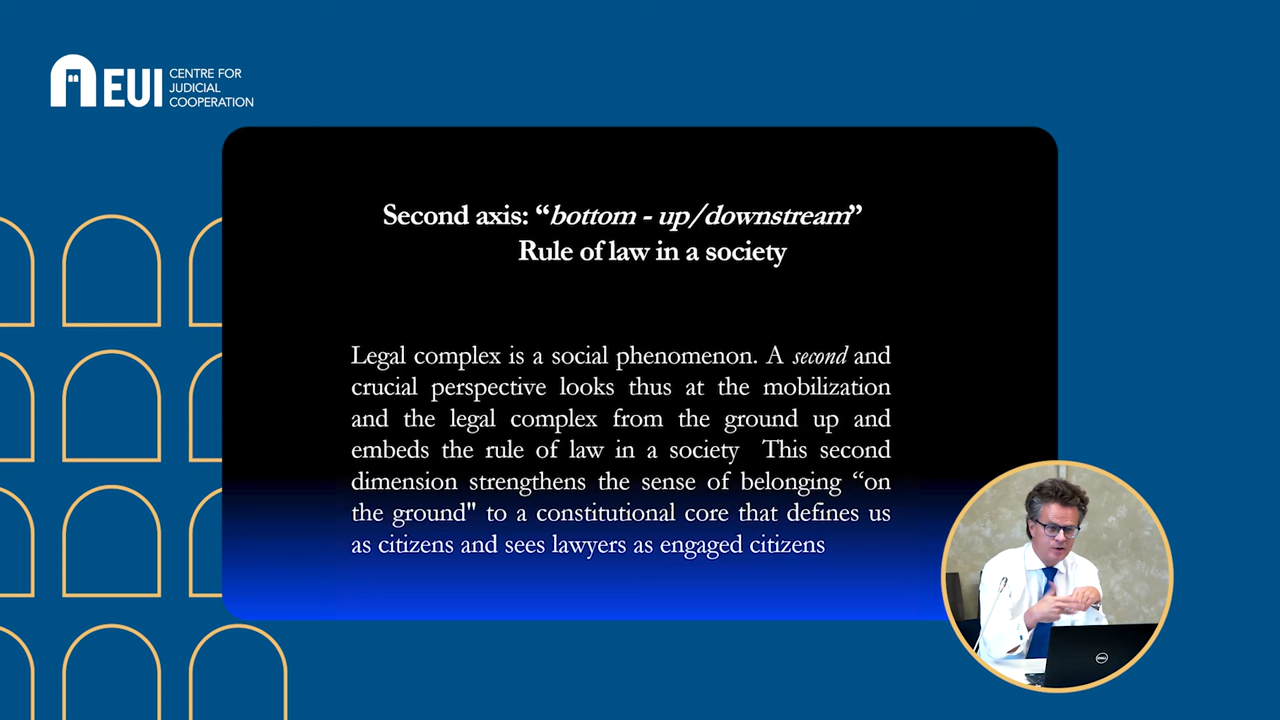 EUI
CENTRE FOR
JUDICIAL
COOPERATION
Second axis: “bottom - up/downstream”
Rule of law in a society
Legal complex is a social phenomenon. A second and
crucial perspective looks thus at the mobilization
and the legal complex from the ground up and
embeds the rule of law in a society This second
dimension strengthens the sense of belonging “on
the ground" to a constitutional core that defines us
as citizens and sees lawyers as engaged citizens
DELL